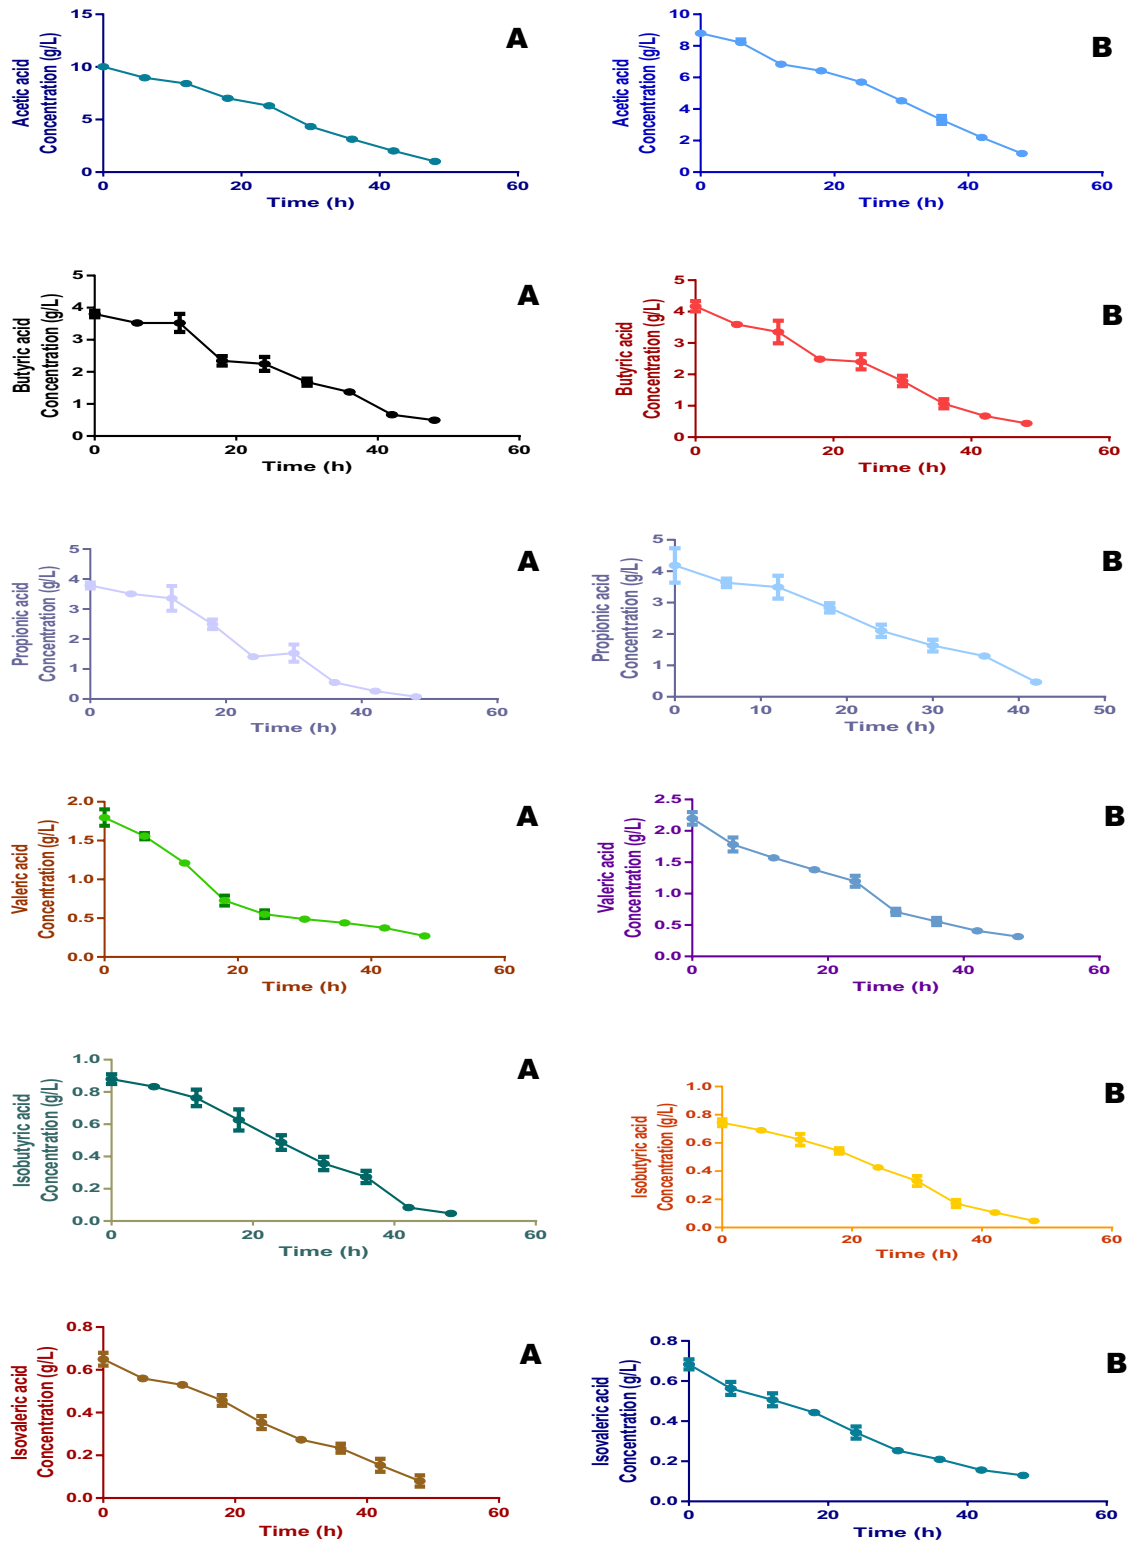 A
Acetic acid
Concentration (g/L)
15
10
5
0
0 20 40 60
Time (h)
B
Acetic acid
Concentration (g/L)
10
8
6
4
2
0
0 20 40 60
Time (h)
A
Butyric acid
Concentration (g/L)
5
4
3
2
1
0
0 20 40 60
Time (h)
B
Butyric acid
Concentration (g/L)
5
4
3
2
1
0
0 20 40 60
Time (h)
A
Propionic acid
Concentration (g/L)
5
4
3
2
1
0
0 20 40 60
Time (h)
B
Propionic acid
Concentration (g/L)
5
4
3
2
1
0
0 10 20 30 40 50
Time (h)
A
Valeric acid
Concentration (g/L)
2.0
1.5
1.0
0.5
0.0
0 20 40 60
Time (h)
B
Valeric acid
Concentration (g/L)
2.5
2.0
1.5
1.0
0.5
0.0
0 20 40 60
Time (h)
A
Isobutyric acid
Concentration (g/L)
1.0
0.8
0.6
0.4
0.2
0.0
0 20 40 60
Time (h)
B
Isobutyric acid
Concentration (g/L)
1.0
0.8
0.6
0.4
0.2
0.0
0 20 40 60
Time (h)
A
Isovaleric acid
Concentration (g/L)
0.8
0.6
0.4
0.2
0.0
0 20 40 60
Time (h)
B
Isovaleric acid
Concentration (g/L)
0.8
0.6
0.4
0.2
0.0
0 20 40 60
Time (h)